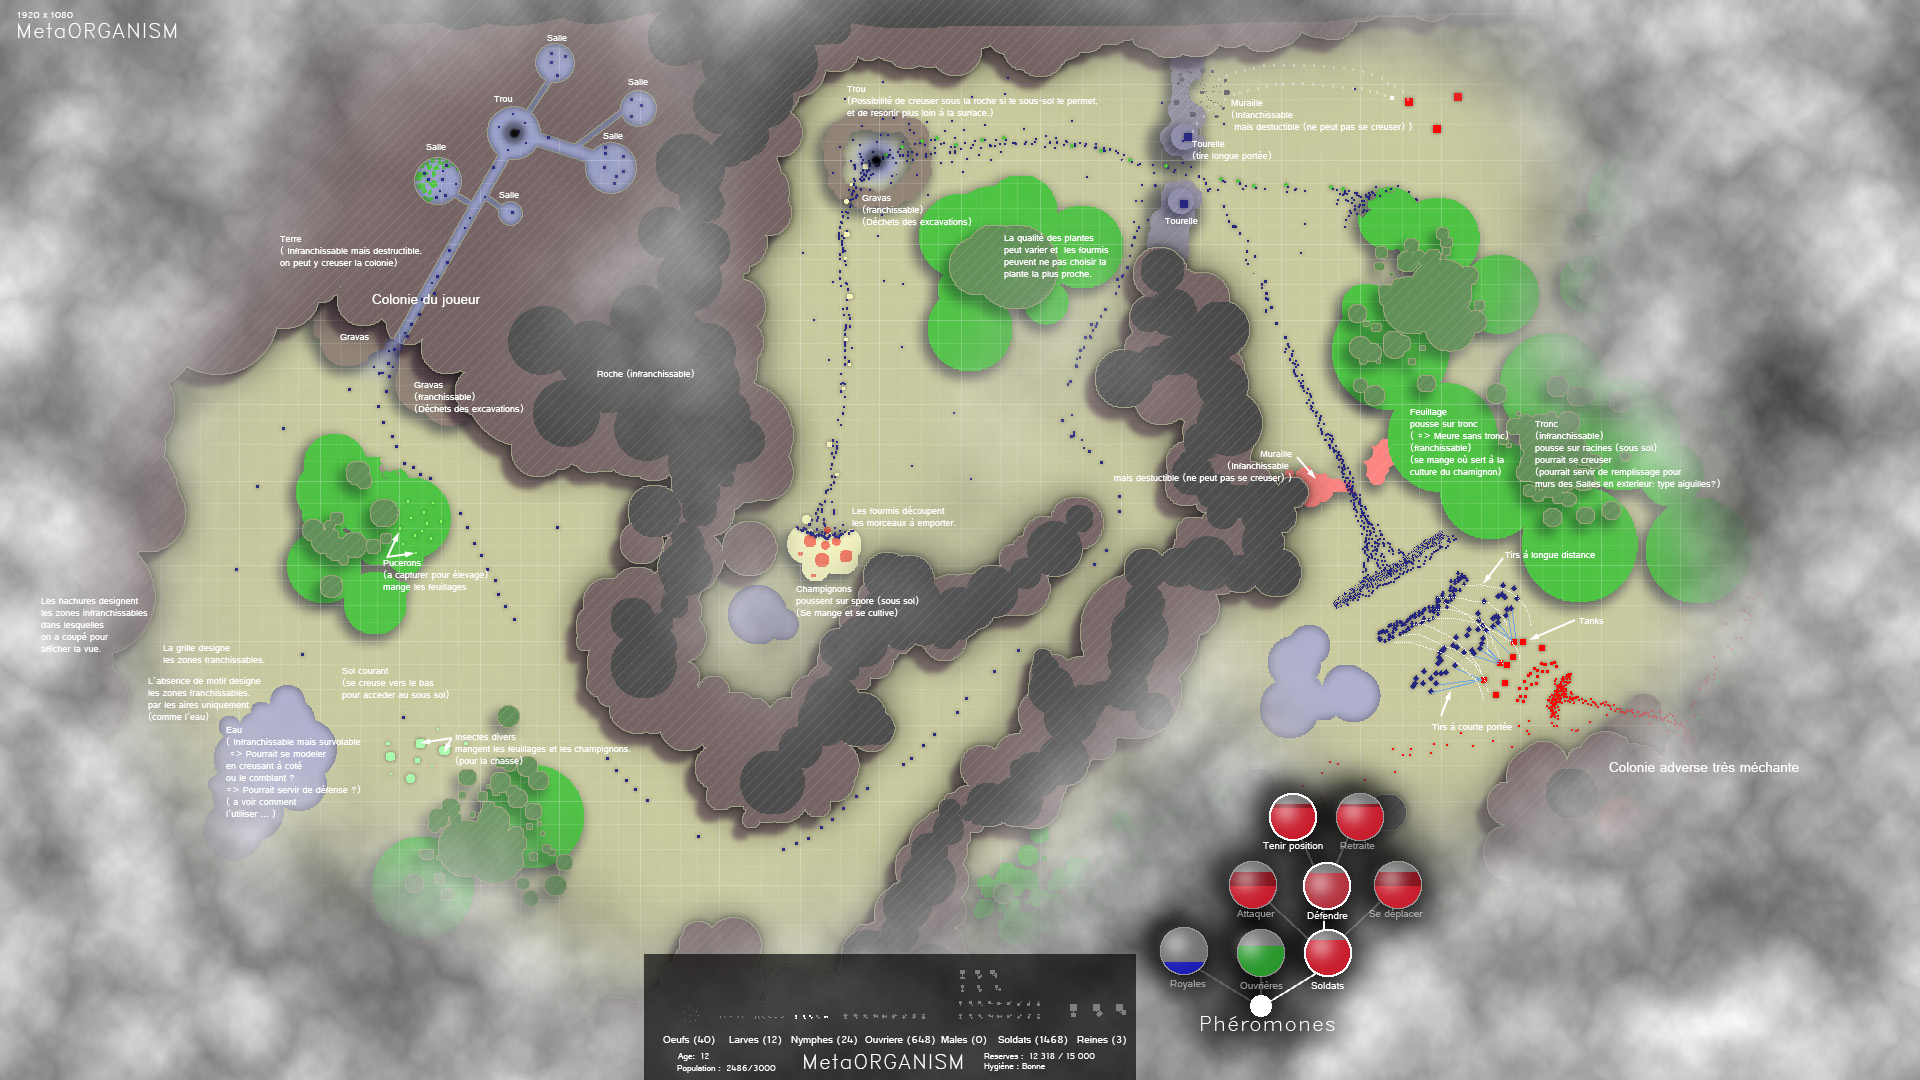 1920 x 1080
MetaORGANISM
Salle
Salle
Trou
Salle
Salle
Salle
Terre
( Infranchissable mais destructible.
on peut y creuser la colonie)
Colonie du joueur
Gravas
Gravas
(franchissable)
(Déchets des excavations)
Roche (infranchissable)
Trou
(Possibilité de creuser sous la roche si le sous-sol le permet,
et de resortir plus loin à la surface.)
Gravas
(franchissable)
(Déchets des excavations)
La qualité des plantes
peut varier et les fourmis
peuvent ne pas choisir la
plante la plus proche.
Muraille
(Infranchissable
mais destuctible (ne peut pas se creuser) )
Tourelle
(tire longue portée)
Tourelle
Muraille
(Infranchissable
mais destuctible (ne peut pas se creuser) )
Feuillage
pousse sur tronc
( => Meure sans tronc)
(franchissable)
(se mange où sert à la
culture du chamignon)
Tronc
(infranchissable)
pousse sur racines (sous sol)
pourrait se creuser
(pourrait servir de remplissage pour
murs des Salles en exterieur: type aiguilles?)
Les fourmis découpent
les morceaux à emporter.
Champignons
poussent sur spore (sous sol)
(Se mange et se cultive)
Pucerons
(a capturer pour élevage)
mange les feuillages
Les hachures designent
les zones infranchissables
dans lesquelles
on a coupé pour
afficher la vue.
La grille designe
les zones franchissables.
L'absence de motif designe
les zones franchissables.
par les aires uniquement
(comme l'eau)
Sol courant
(se creuse vers le bas
pour acceder au sous sol)
Eau
( Infranchissable mais survolable
=> Pourrait se modeler
en creusant à coté
ou le comblant ?
=> Pourrait servir de défense ?)
( a voir comment
l'utiliser ... )
Insectes divers
mangent les feuillages et les champignons.
(pour la chasse)
Tirs à longue distance
Tanks
Tirs à courte portée
Colonie adverse très méchante
Tenir position
Retraite
Attaquer
Défendre
Se déplacer
Royales
Ouvrières
Soldats
Phéromones
Oeufs (40) Larves (12) Nymphes (24) Ouvriere (648) Males (0) Soldats (1468) Reines (3)
Age: 12
Population : 2486/3000
MetaORGANISM
Reserves : 12 318 / 15 000
Hygiène : Bonne